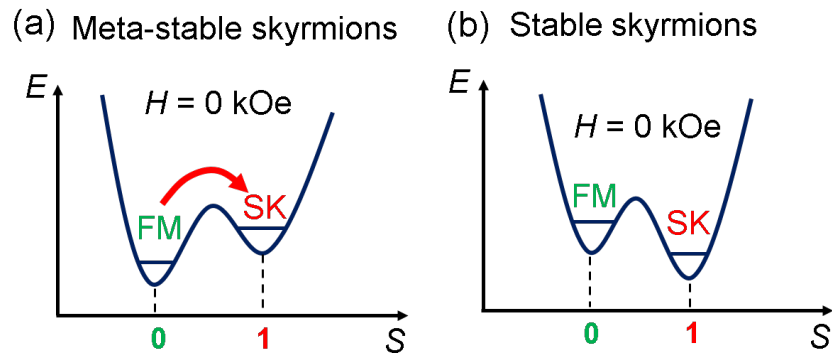 (a) Meta-stable skyrmions
E
H = 0 kOe
FM
SK
0
1
S
(b) Stable skyrmions
E
H = 0 kOe
FM
SK
0
1
S